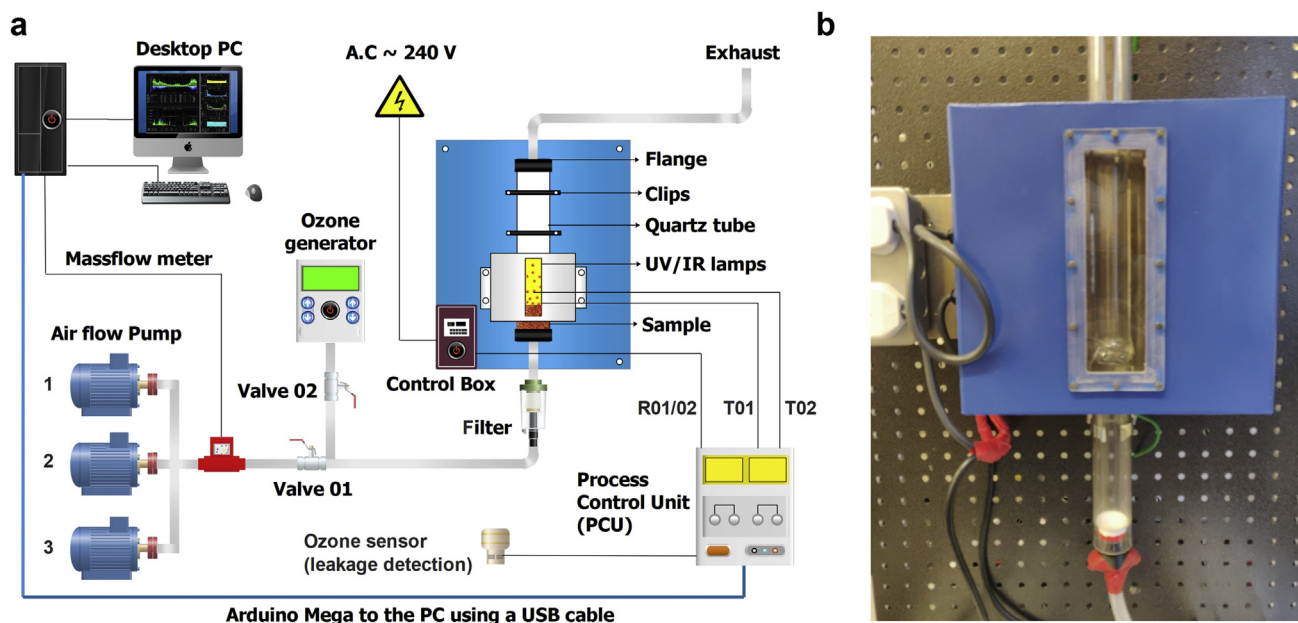 a
b
Desktop PC
A.C ~ 240 V
Exhaust
Flange
Clips
Quartz tube
UV/IR lamps
Sample
Ozone
generator
Massflow meter
Air flow Pump
1
2
3
Valve 02
Control Box
Filter
Valve 01
R01/02
T01
T02
Process
Control Unit
(PCU)
Ozone sensor
(leakage detection)
Arduino Mega to the PC using a USB cable